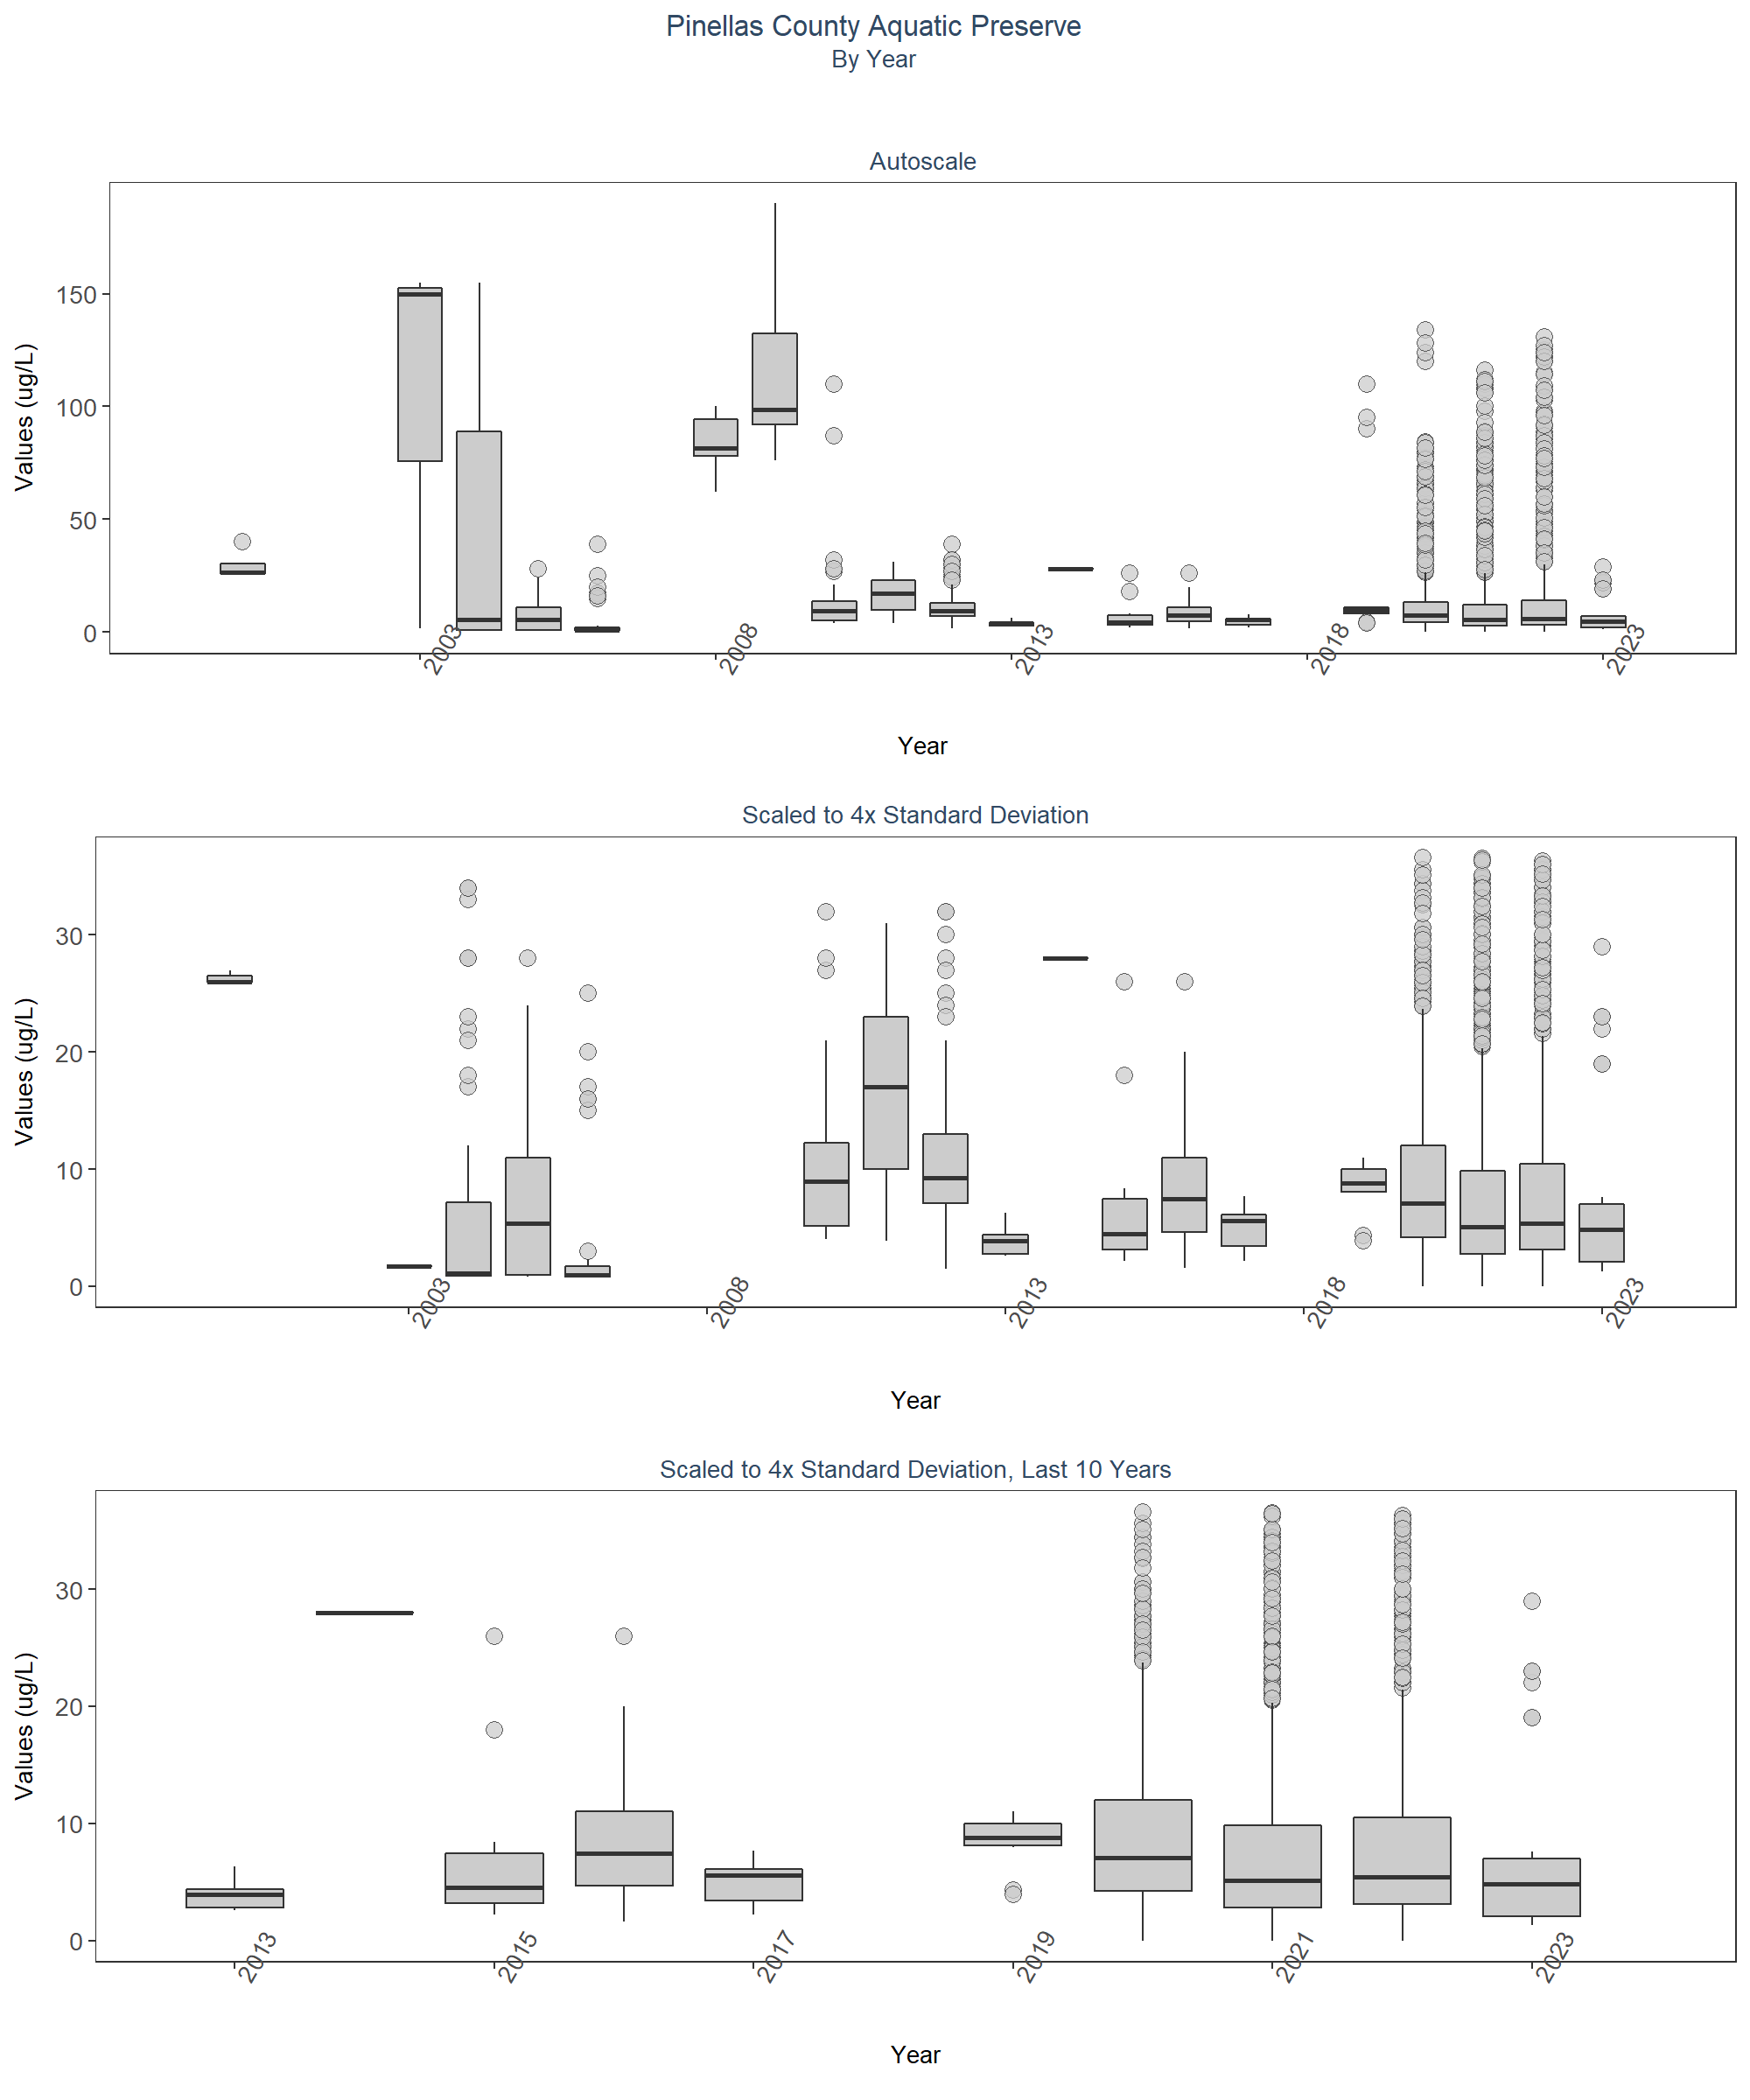 Pinellas County Aquatic Preserve
By Year
Autoscale
Values (ug/L)
150
100
50
0
2003
2008
2013
2018
2023
Year
Scaled to 4x Standard Deviation
Values (ug/L)
30
20
10
0
2003
2008
2013
2018
2023
Year
Scaled to 4x Standard Deviation, Last 10 Years
Values (ug/L)
30
20
10
0
2013
2015
2017
2019
2021
2023
Year